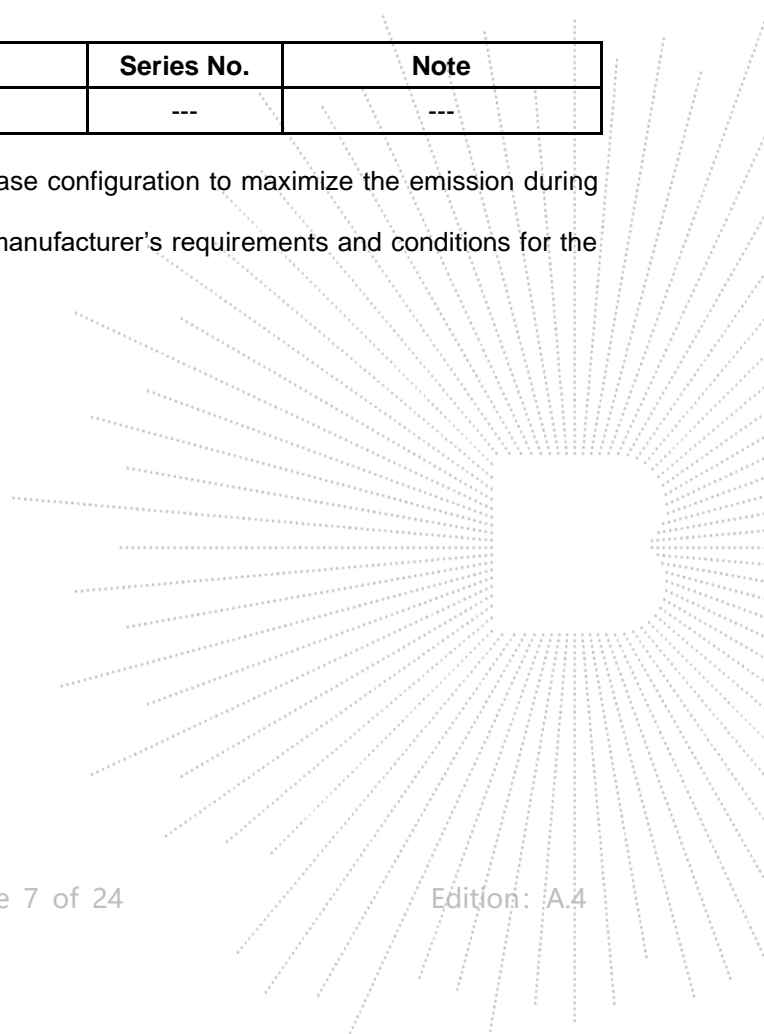 Series No. Note
--- ---
ase configuration to maximize the emission during
manufacturer's requirements and conditions for the
e 7 of 24 Edition: A.4